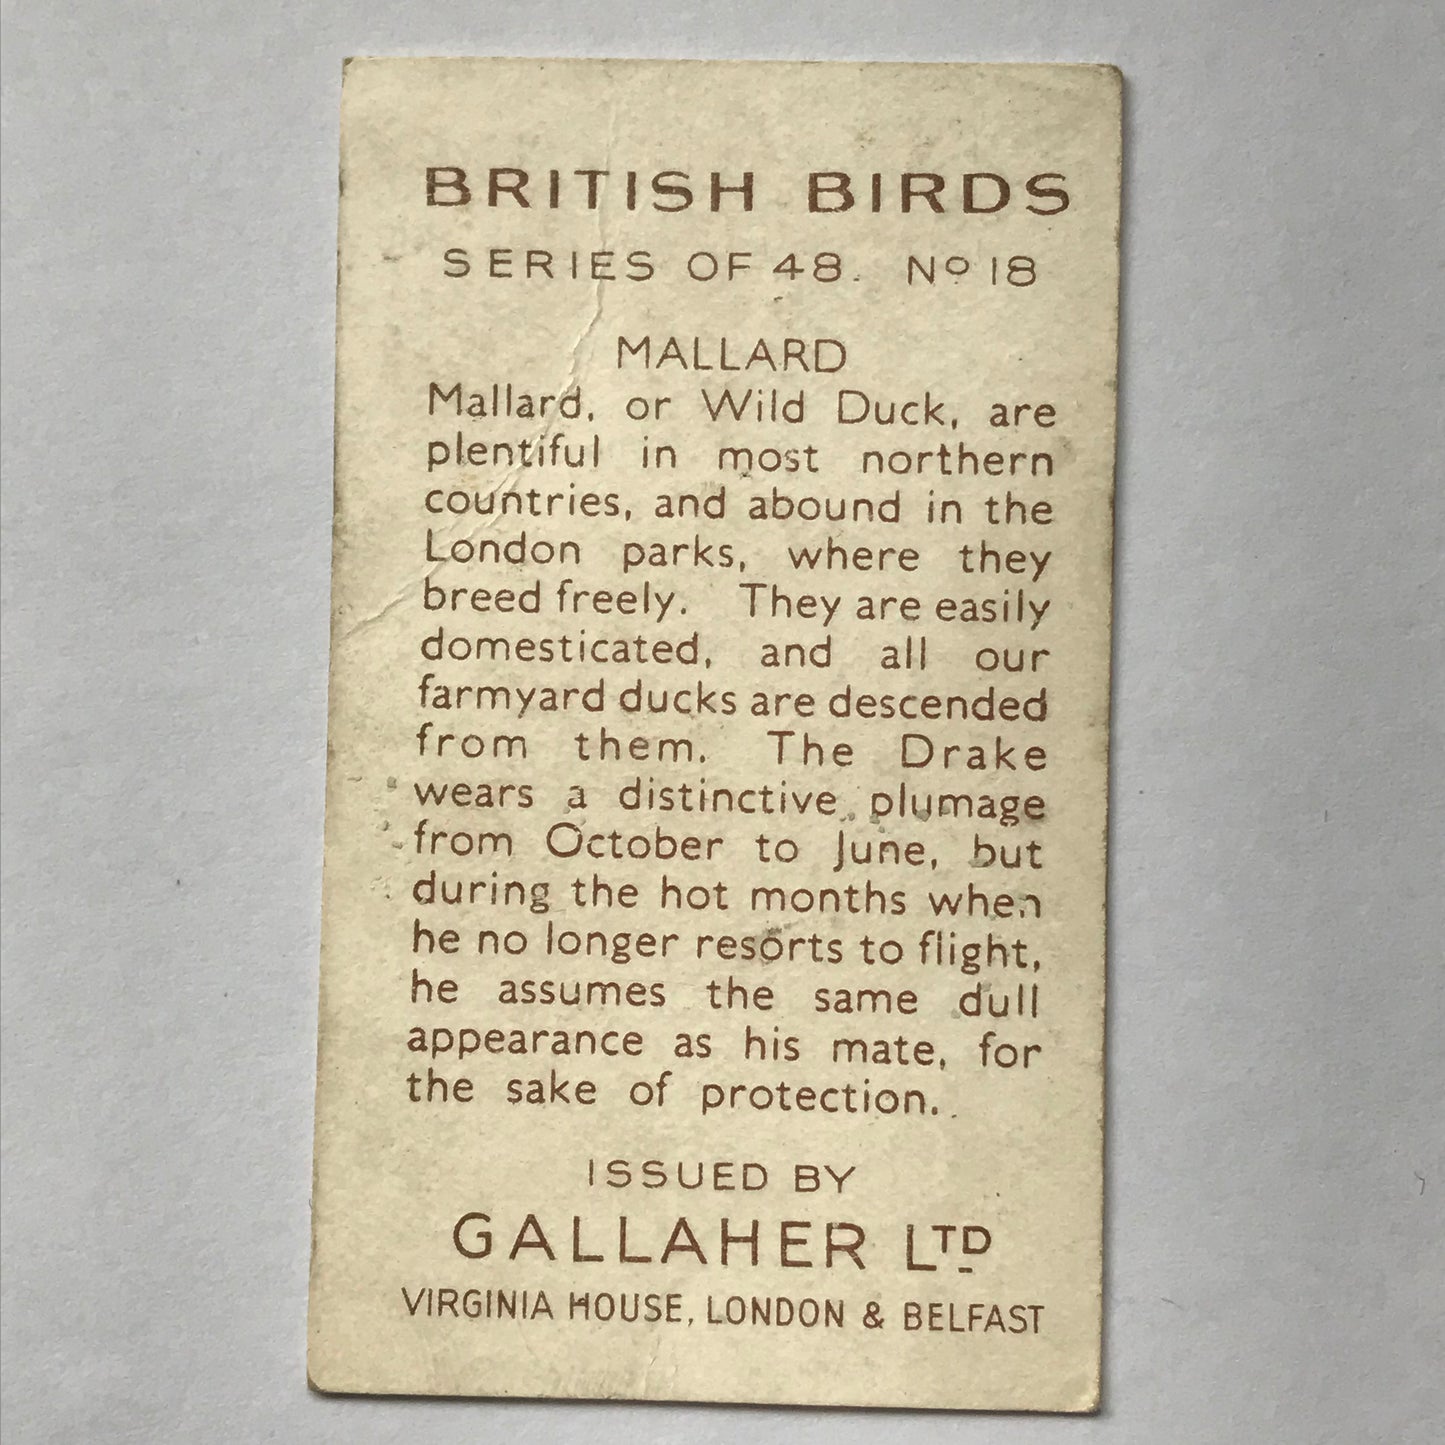 BRITISH BIRDS
SERIES OF 48. Nº 18
MALLARD
Mallard, or Wild Duck, are
plentiful in most northern
countries, and abound in the
London parks, where they
breed freely. They are easily
domesticated, and all our
farmyard ducks are descended
from them. The Drake
wears a distinctive plumage
from October to June, but
during the hot months when
he no longer resorts to flight,
he assumes the same dull
appearance as his mate, for
the sake of protection.
ISSUED BY
GALLAHER LTD
VIRGINIA HOUSE, LONDON & BELFAST